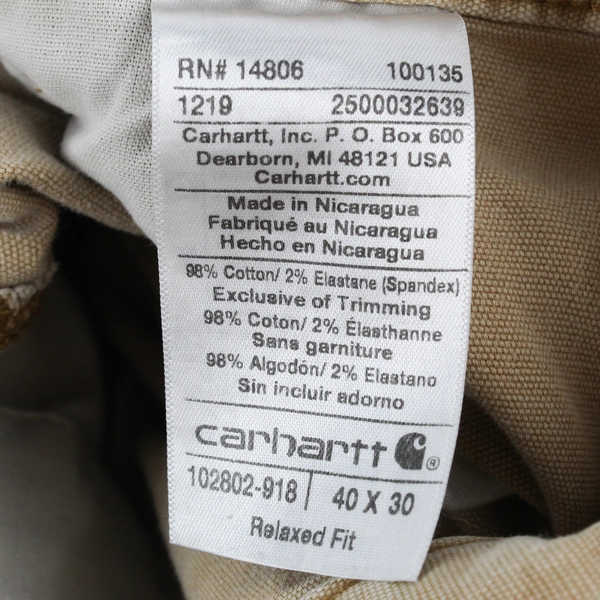 RN# 14806 100135
1219 2500032639
Carhartt, Inc. P. O. Box 600
Dearborn, MI 48121 USA
Carhartt.com
Made in Nicaragua
Fabriqué au Nicaragua
Hecho en Nicaragua
98% Cotton/ 2% Elastane (Spandex)
Exclusive of Trimming
98% Coton/ 2% Élasthanne
Sans garniture
98% Algodón/ 2% Elastano
Sin incluir adorno
carhartt ®
102802-918 | 40 X 30
Relaxed Fit